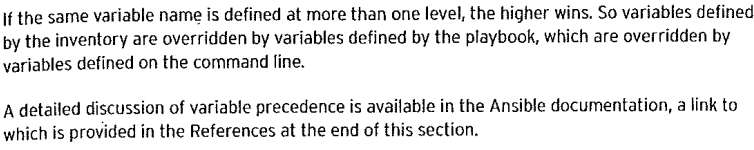 If the same variable name is defined at more than one level, the higher wins. So variables defined
by the inventory are overridden by variables defined by the playbook, which are overridden by
variables defined on the command line.
A detailed discussion of variable precedence is available in the Ansible documentation, a link to
which is provided in the References at the end of this section.